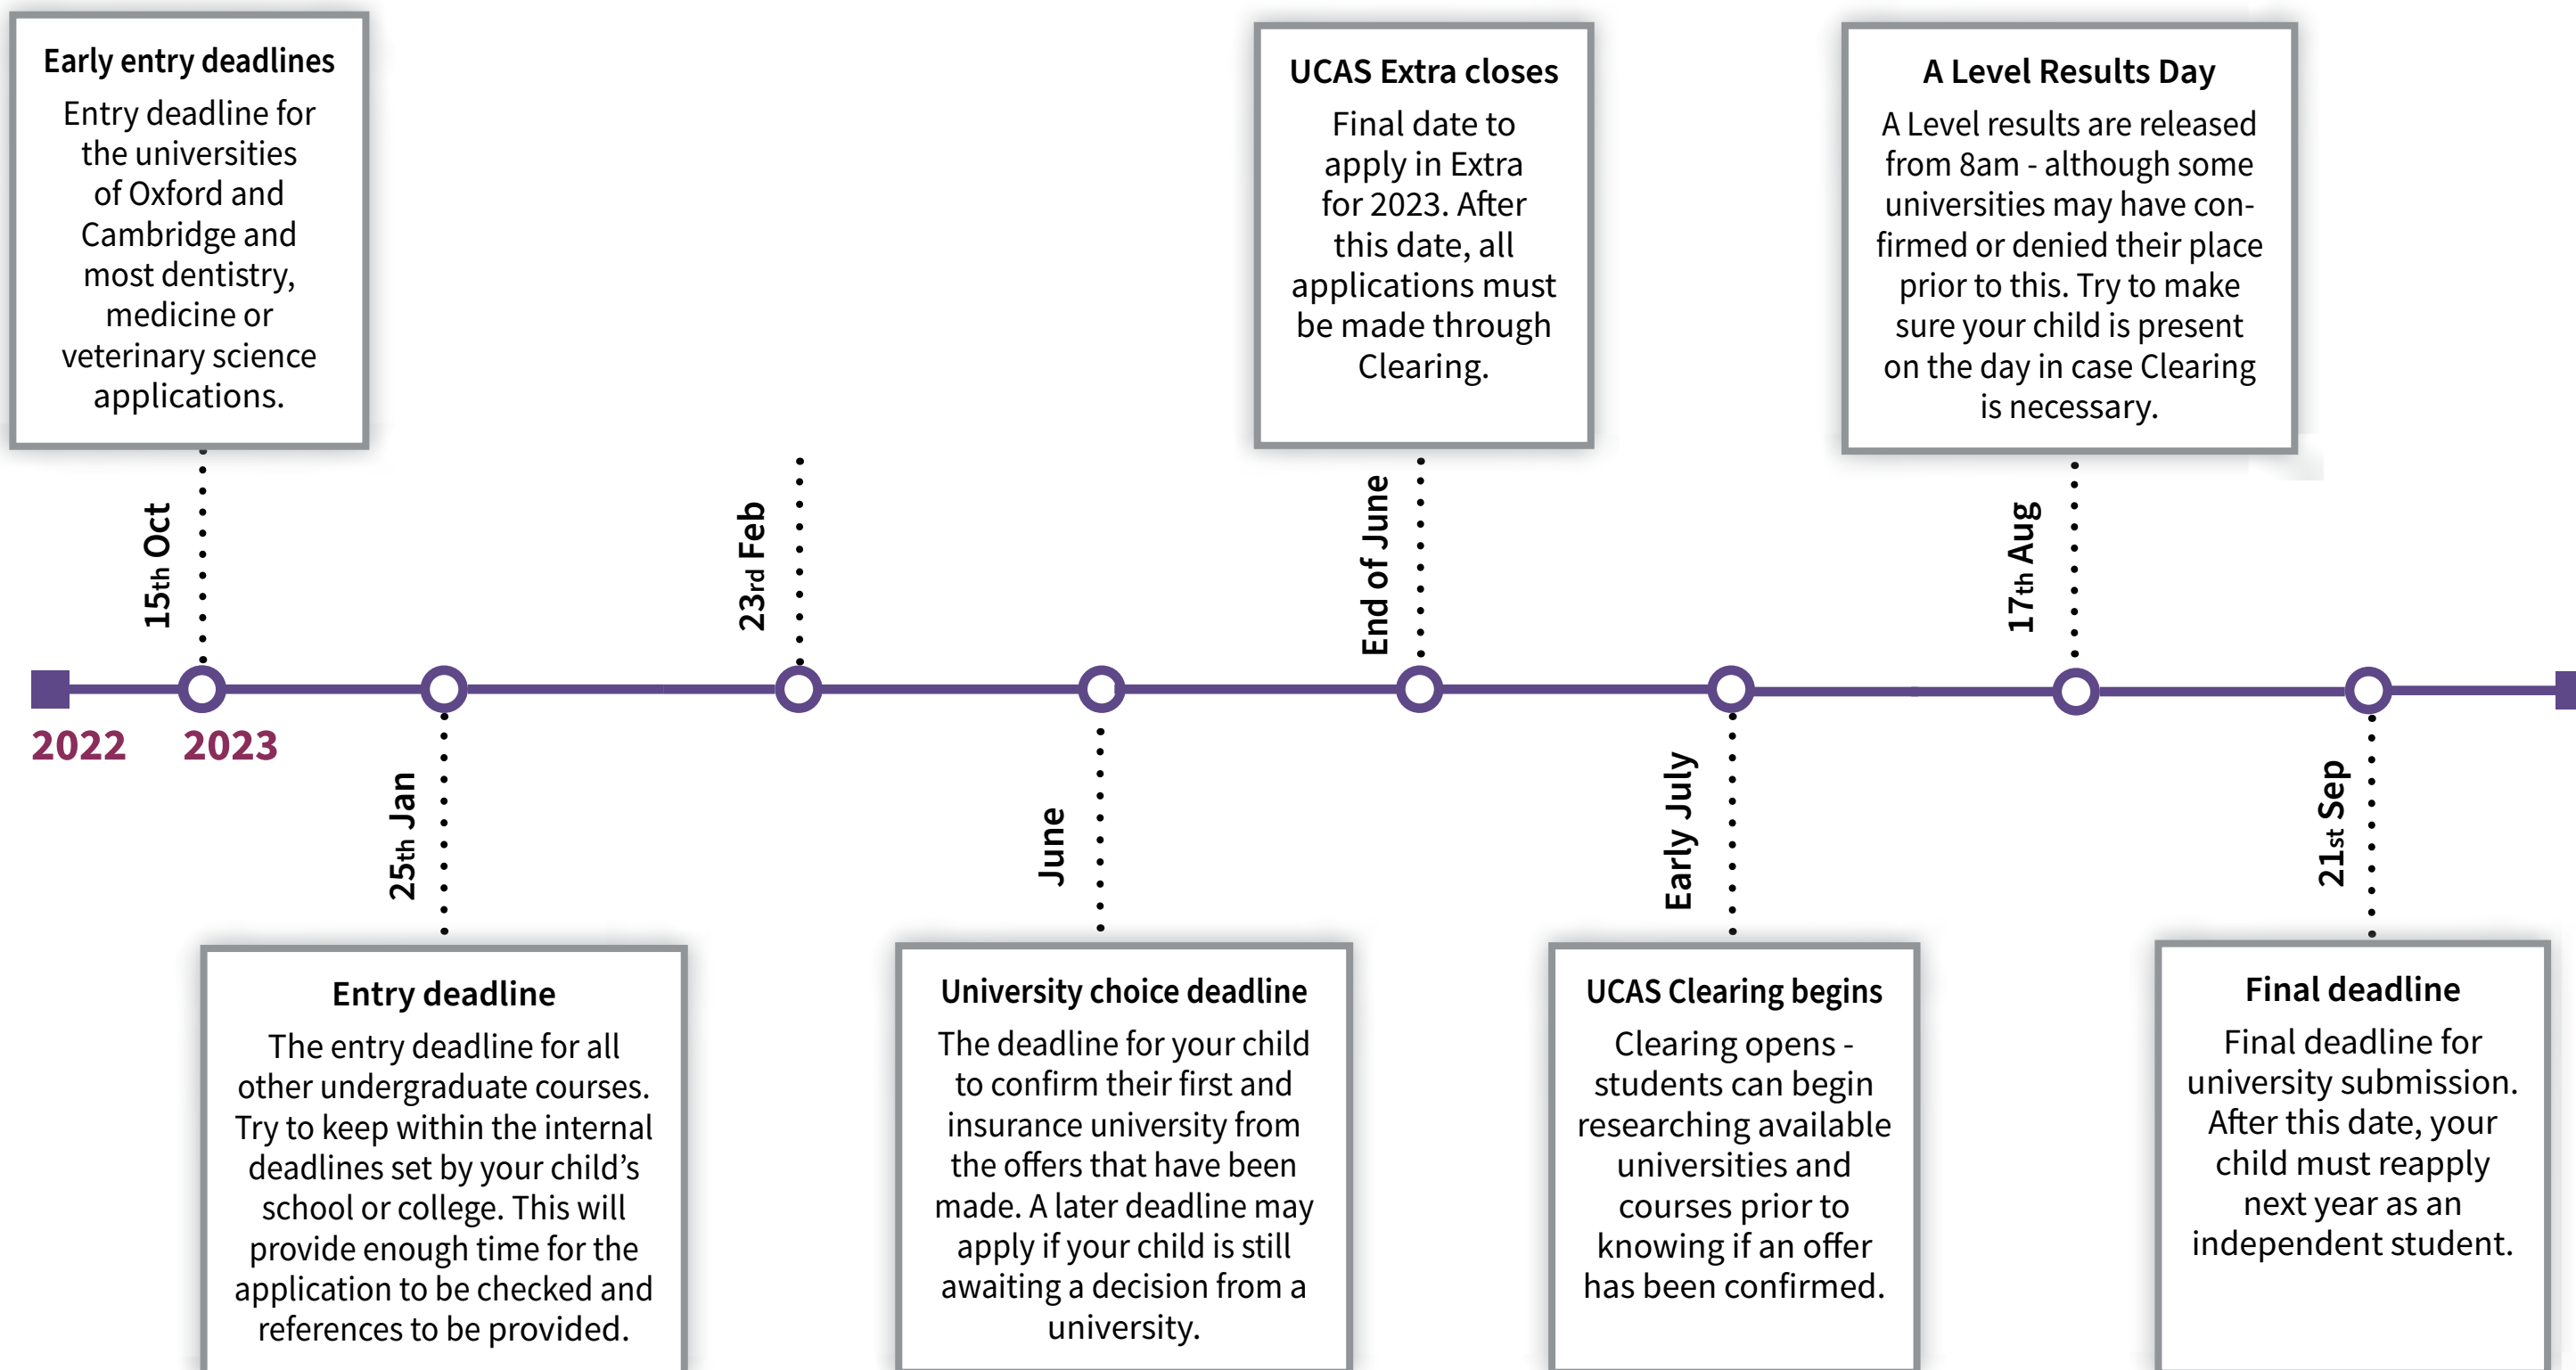 Early entry deadlines
Entry deadline for
the universities
of Oxford and
Cambridge and
most dentistry,
medicine or
veterinary science
applications.
UCAS Extra closes
Final date to
apply in Extra
for 2023. After
this date, all
applications must
be made through
Clearing.
A Level Results Day
A Level results are released
from 8am - although some
universities may have con-
firmed or denied their place
prior to this. Try to make
sure your child is present
on the day in case Clearing
is necessary.
15th Oct
23rd Feb
End of June
17th Aug
2022
2023
25th Jan
June
Early July
21st Sep
Entry deadline
The entry deadline for all
other undergraduate courses.
Try to keep within the internal
deadlines set by your child’s
school or college. This will
provide enough time for the
application to be checked and
references to be provided.
University choice deadline
The deadline for your child
to confirm their first and
insurance university from
the offers that have been
made. A later deadline may
apply if your child is still
awaiting a decision from a
university.
UCAS Clearing begins
Clearing opens -
students can begin
researching available
universities and
courses prior to
knowing if an offer
has been confirmed.
Final deadline
Final deadline for
university submission.
After this date, your
child must reapply
next year as an
independent student.